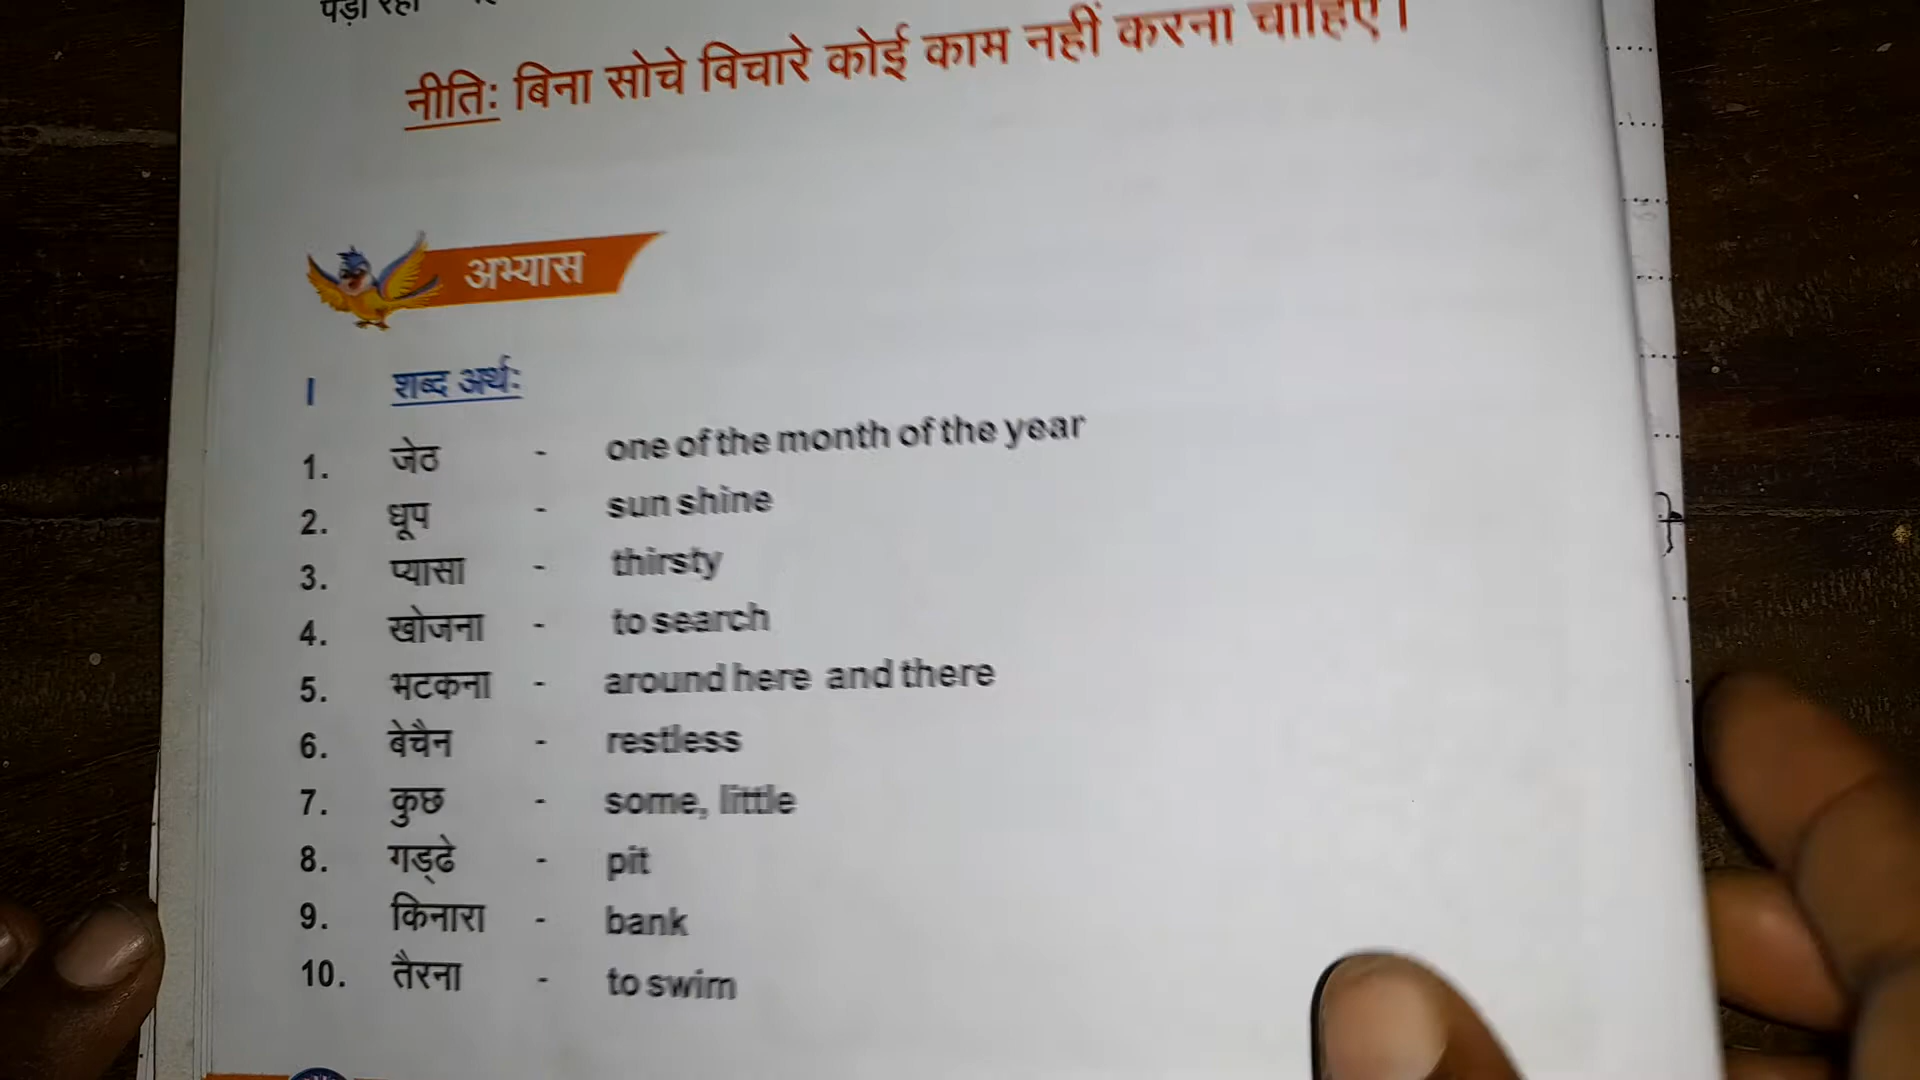 पड़ा रहा
नीतिः बिना सोचे विचारे कोई काम नहीं करना चाहिए।
अभ्यास
I शब्द अर्थः
1. जेठ - one of the month of the year
2. धूप - sun shine
3. प्यासा - thirsty
4. खोजना - to search
5. भटकना - around here and there
6. बेचैन - restless
7. कुछ - some, little
8. गड्ढे - pit
9. किनारा - bank
10. तैरना - to swim